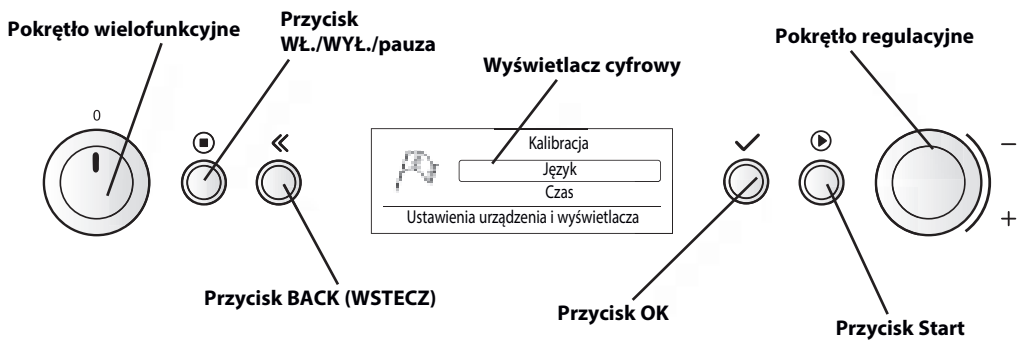 Pokrętło wielofunkcyjne
Przycisk
WŁ./WYŁ./pauza
Wyświetlacz cyfrowy
Pokrętło regulacyjne
0
Kalibracja
Język
Czas
Ustawienia urządzenia i wyświetlacza
–
+
Przycisk BACK (WSTECZ)
Przycisk OK
Przycisk Start